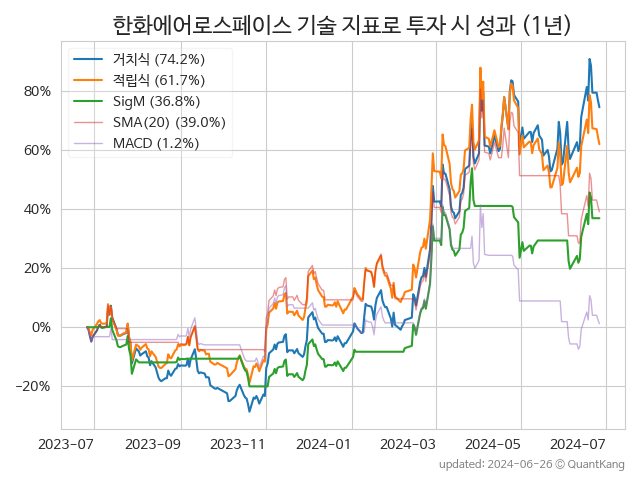 한화에어로스페이스 기술 지표로 투자 시 성과 (1년)
거치식 (74.2%)
적립식 (61.7%)
SigM (36.8%)
SMA(20) (39.0%)
MACD (1.2%)
80%
60%
40%
20%
0%
−20%
2023-07 2023-09 2023-11 2024-01 2024-03 2024-05 2024-07
updated: 2024-06-26 © QuantKang